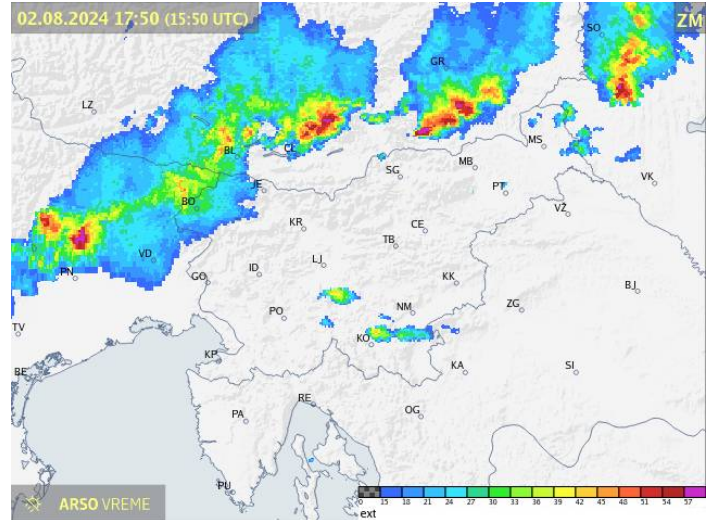 02.08.2024 17:50 (15:50 UTC)
ZM
SO
GR
LZ
MS
BL
CL
MB
SG
VK
JE
PT
BO
VŽ
KR
CE
TB
VD
LJ
ID
PN
GO
KK
BJ
NM
ZG
PO
TV
KO
KP
BE
KA
SI
RE
OG
PA
PU
ARSO VREME
0 15 18 21 24 27 30 33 36 39 42 45 48 51 54 57
ext